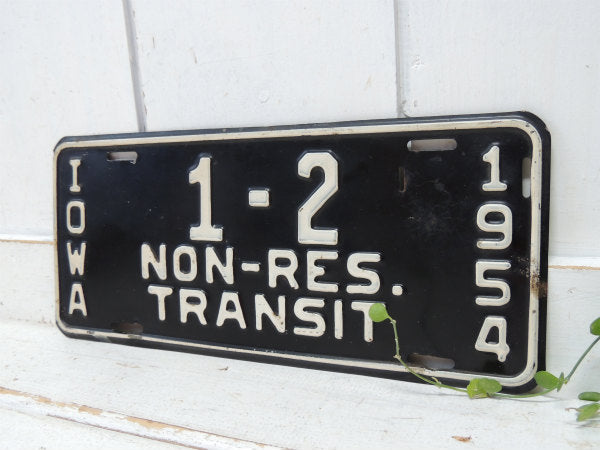 IOWA
1-2
NON-RES.
TRANSIT
1954